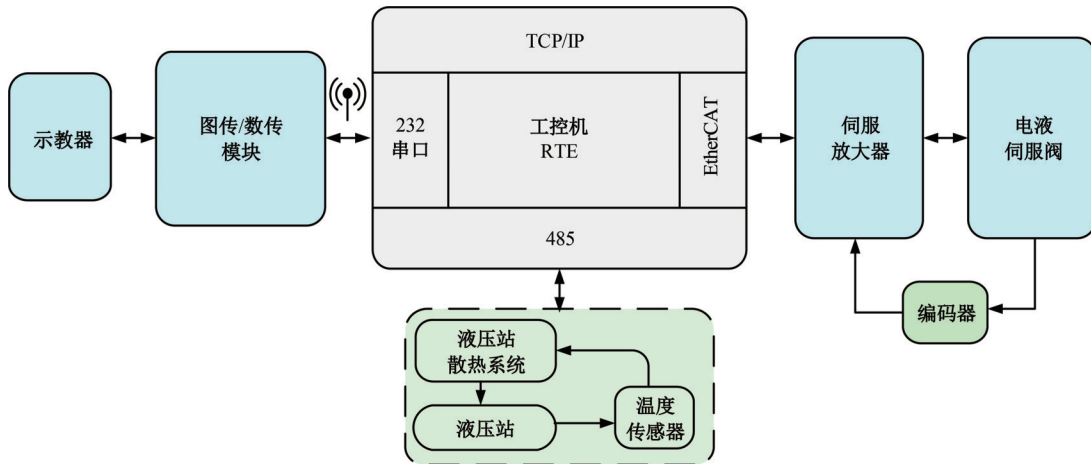 TCP/IP
示教器
图传/数传
模块
232
串口
工控机
RTE
EtherCAT
伺服
放大器
电液
伺服阀
485
编码器
液压站
散热系统
液压站
温度
传感器